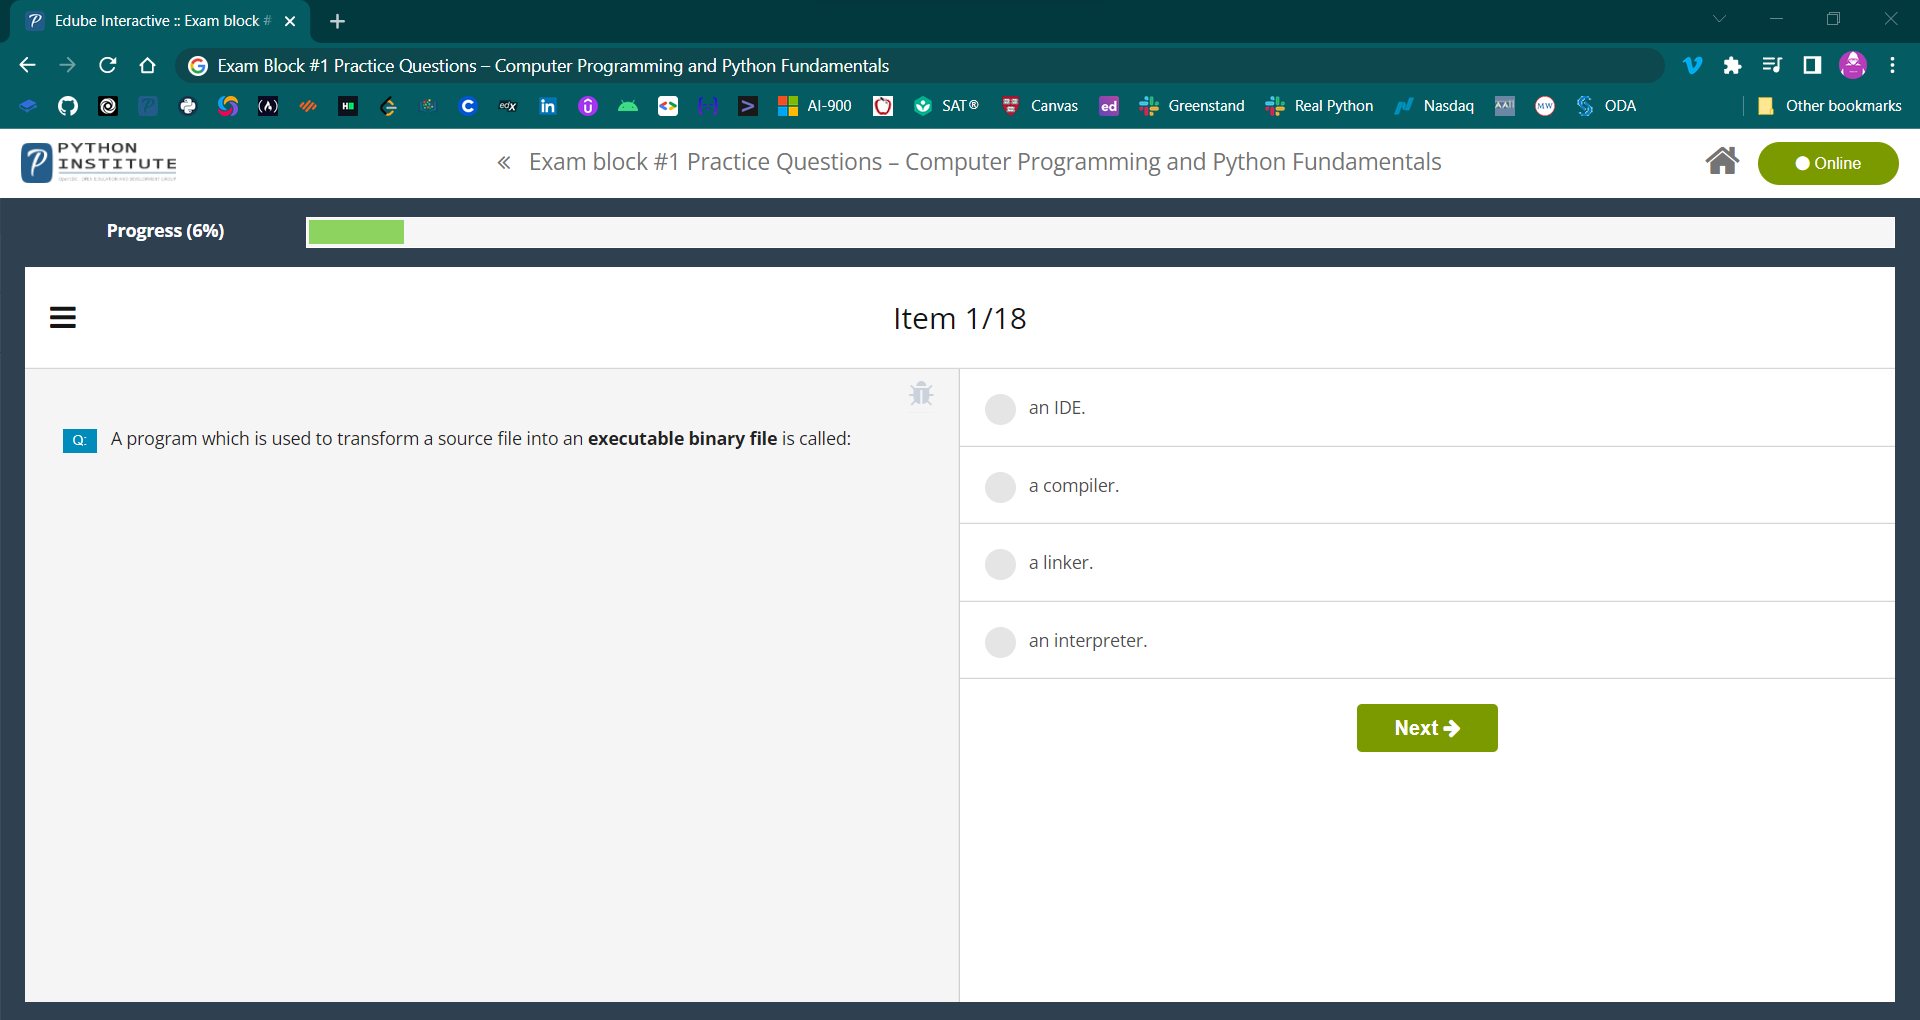 Edube Interactive :: Exam block #
Exam Block #1 Practice Questions – Computer Programming and Python Fundamentals
AI-900 SAT® Canvas ed Greenstand Real Python Nasdaq AATI MW ODA Other bookmarks
PYTHON
INSTITUTE
« Exam block #1 Practice Questions – Computer Programming and Python Fundamentals
Online
Progress (6%)
Item 1/18
Q: A program which is used to transform a source file into an executable binary file is called:
an IDE.
a compiler.
a linker.
an interpreter.
Next